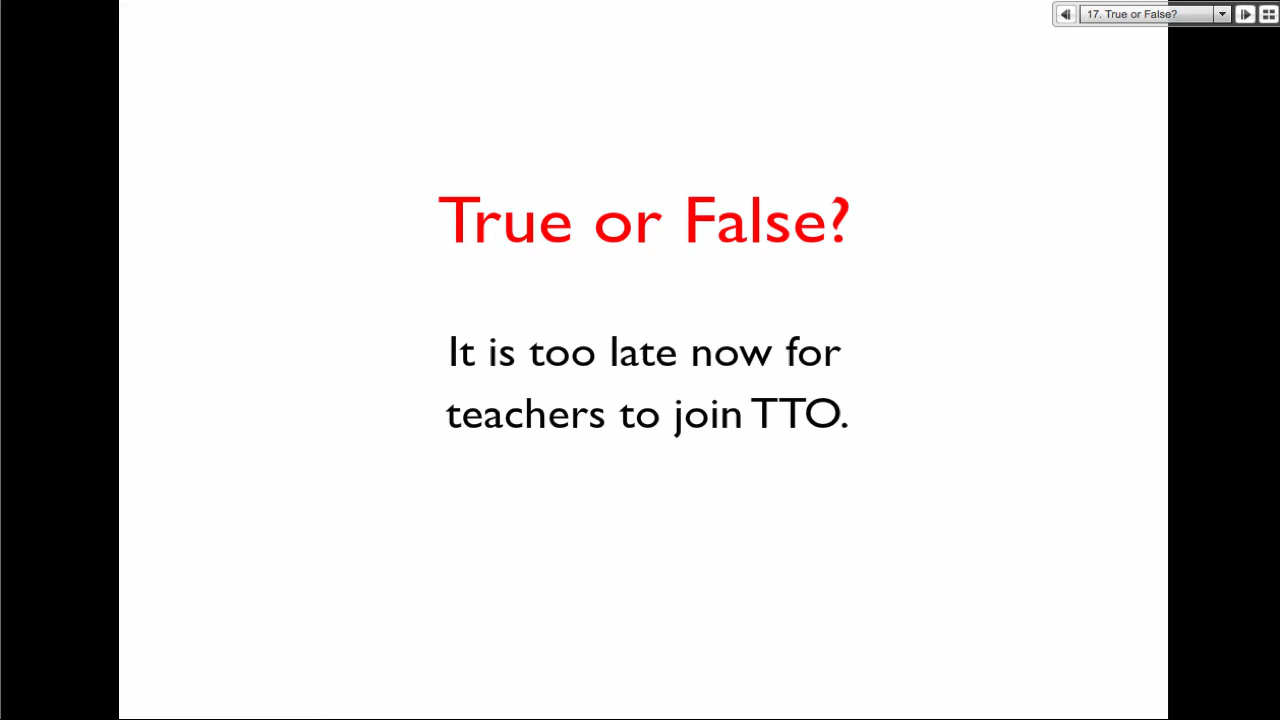 17. True or False?
True or False?
It is too late now for
teachers to join TTO.